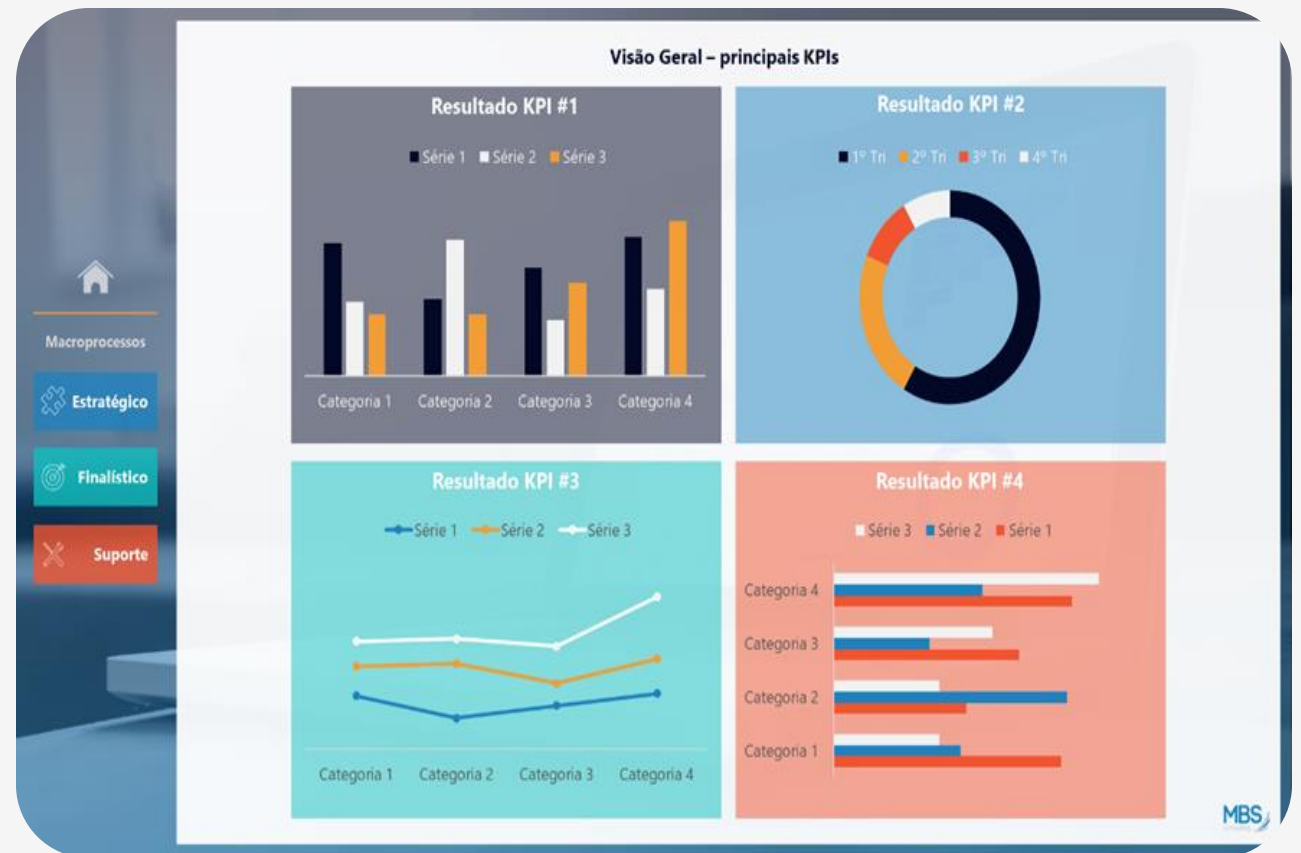 Visão Geral – principais KPIs
Macroprocessos
Estratégico
Finalístico
Suporte
Resultado KPI #1
Série 1 Série 2 Série 3
Categoria 1 Categoria 2 Categoria 3 Categoria 4
Resultado KPI #2
1º Tri 2º Tri 3º Tri 4º Tri
Resultado KPI #3
Série 1 Série 2 Série 3
Categoria 1 Categoria 2 Categoria 3 Categoria 4
Resultado KPI #4
Série 3 Série 2 Série 1
Categoria 4
Categoria 3
Categoria 2
Categoria 1
MBS